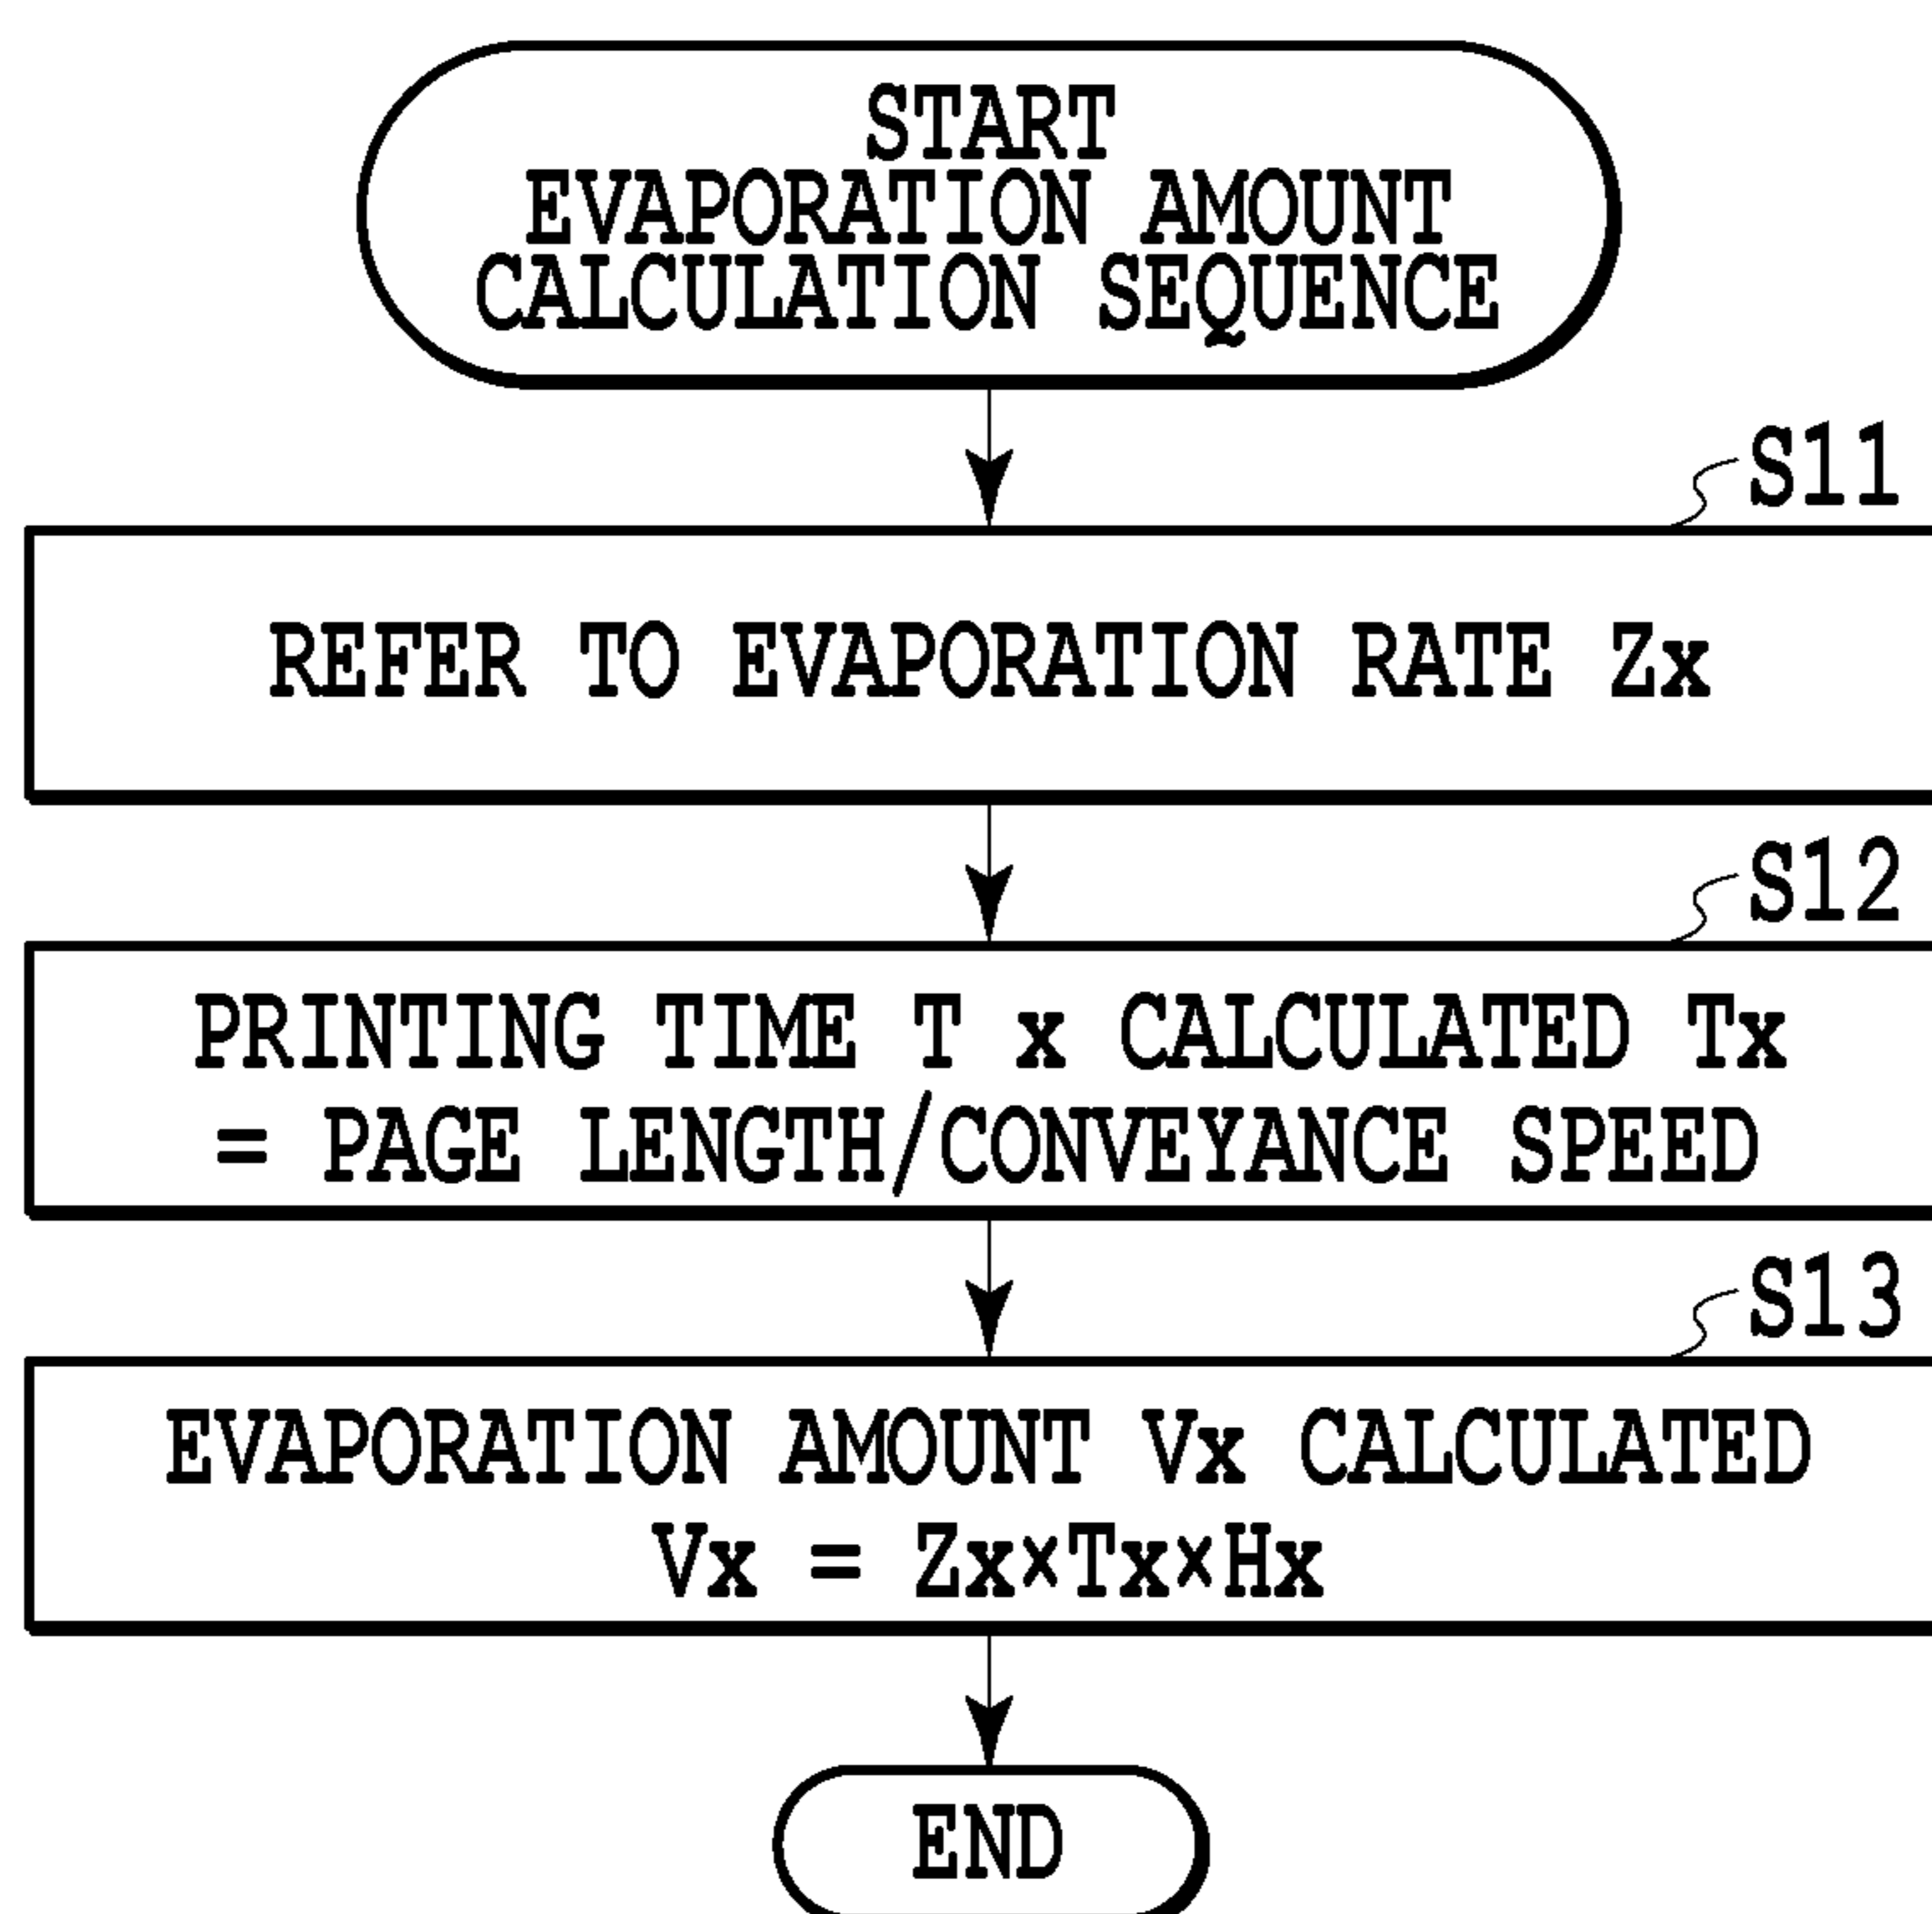 START
EVAPORATION AMOUNT
CALCULATION SEQUENCE
S11
REFER TO EVAPORATION RATE Zx
S12
PRINTING TIME T x CALCULATED Tx
= PAGE LENGTH/CONVEYANCE SPEED
S13
EVAPORATION AMOUNT Vx CALCULATED
Vx = Zx×Tx×Hx
END